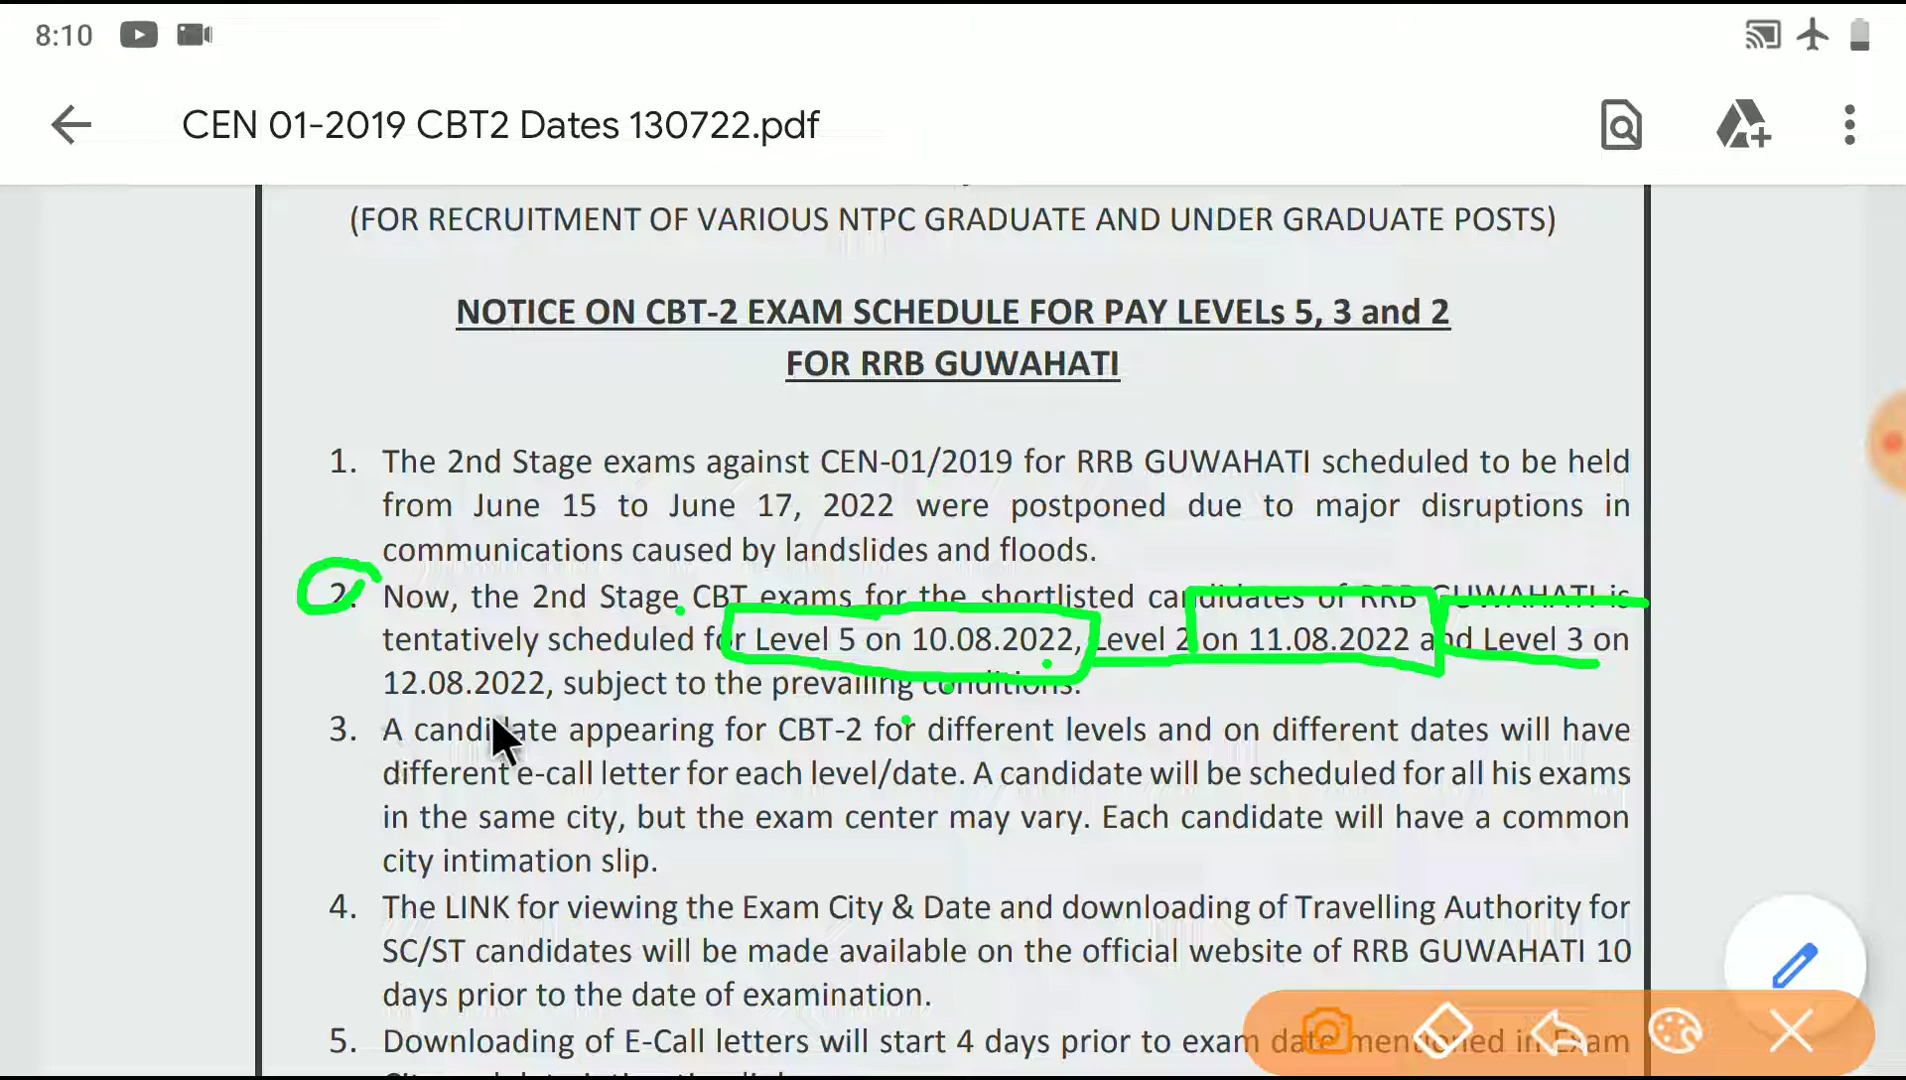 8:10
CEN 01-2019 CBT2 Dates 130722.pdf
(FOR RECRUITMENT OF VARIOUS NTPC GRADUATE AND UNDER GRADUATE POSTS)
NOTICE ON CBT-2 EXAM SCHEDULE FOR PAY LEVELs 5, 3 and 2
FOR RRB GUWAHATI
1. The 2nd Stage exams against CEN-01/2019 for RRB GUWAHATI scheduled to be held
from June 15 to June 17, 2022 were postponed due to major disruptions in
communications caused by landslides and floods.
2. Now, the 2nd Stage CBT exams for the shortlisted candidates of RRB GUWAHATI is
tentatively scheduled for Level 5 on 10.08.2022, Level 2 on 11.08.2022 and Level 3 on
12.08.2022, subject to the prevailing conditions.
3. A candidate appearing for CBT-2 for different levels and on different dates will have
different e-call letter for each level/date. A candidate will be scheduled for all his exams
in the same city, but the exam center may vary. Each candidate will have a common
city intimation slip.
4. The LINK for viewing the Exam City & Date and downloading of Travelling Authority for
SC/ST candidates will be made available on the official website of RRB GUWAHATI 10
days prior to the date of examination.
5. Downloading of E-Call letters will start 4 days prior to exam date mentioned in Exam